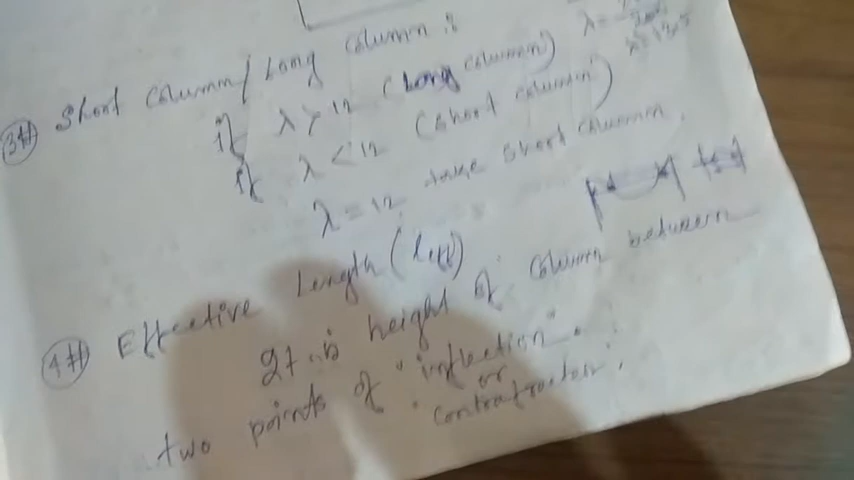 3# Short column/Long column :
if λ > 12 (Long column)
if λ < 12 (Short column)
λ = 12, take short column.
4# Effective Length (leff)
It is height of column between
two points of "inflection".
or
contraflexter.